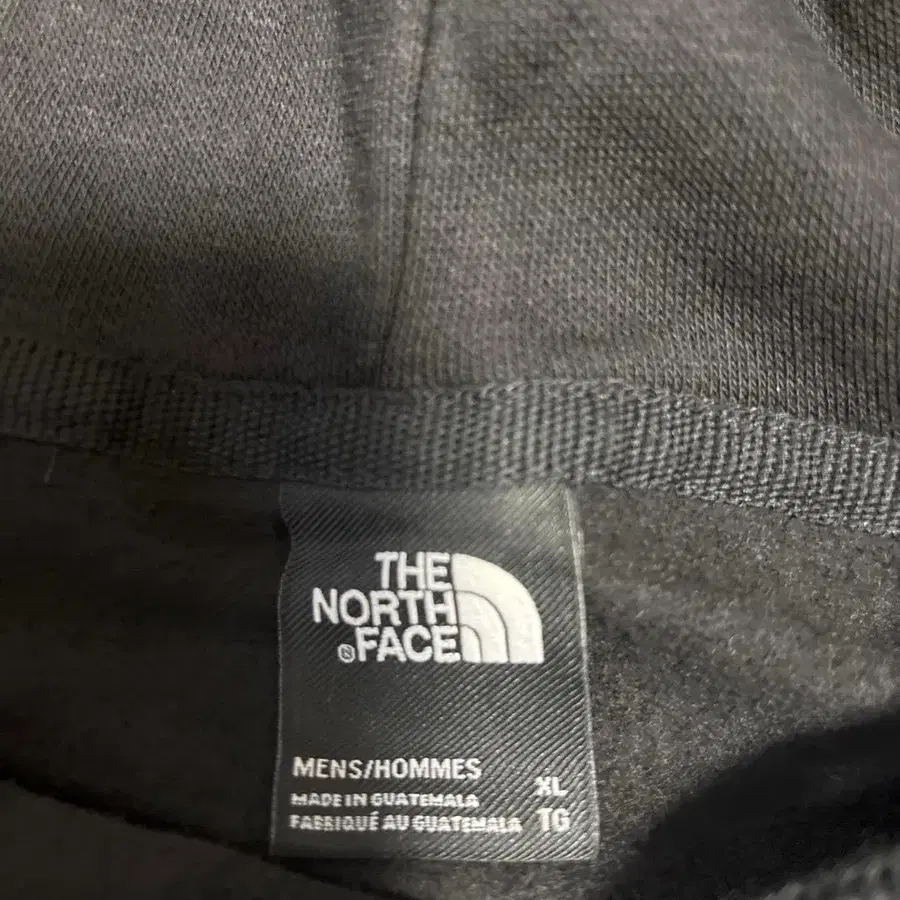 THE
NORTH
®FACE
MENS/HOMMES
MADE IN GUATEMALA XL
FABRIQUÉ AU GUATEMALA TG